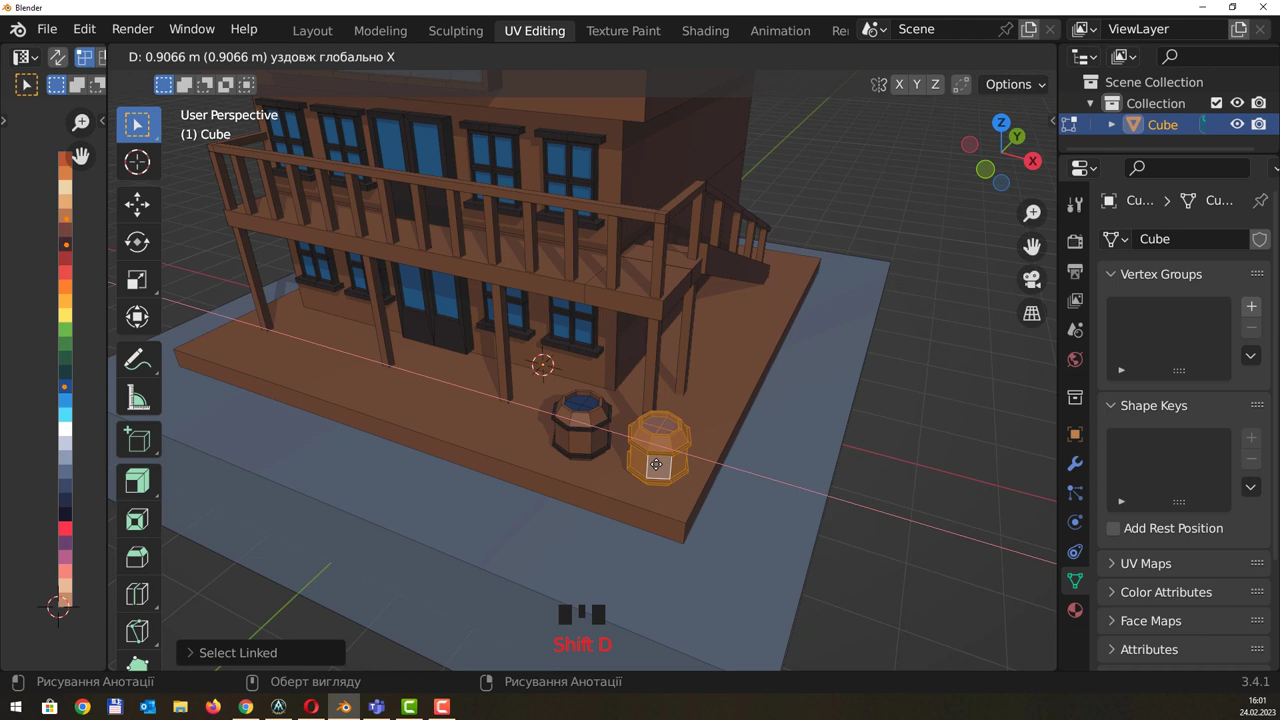 Blender
File Edit Render Window Help Layout Modeling Sculpting UV Editing Texture Paint Shading Animation Re Scene ViewLayer
D: 0.9066 m (0.9066 m) уздовж глобально X
X Y Z Options
User Perspective
(1) Cube
Z
Y
X
Scene Collection
Collection
Cube
Cu... Cu...
Cube
Vertex Groups
Shape Keys
Add Rest Position
UV Maps
Color Attributes
Face Maps
Attributes
Shift D
Select Linked
Рисування Анотації Оберт вигляду Рисування Анотації 3.4.1
16:01
24.02.2023